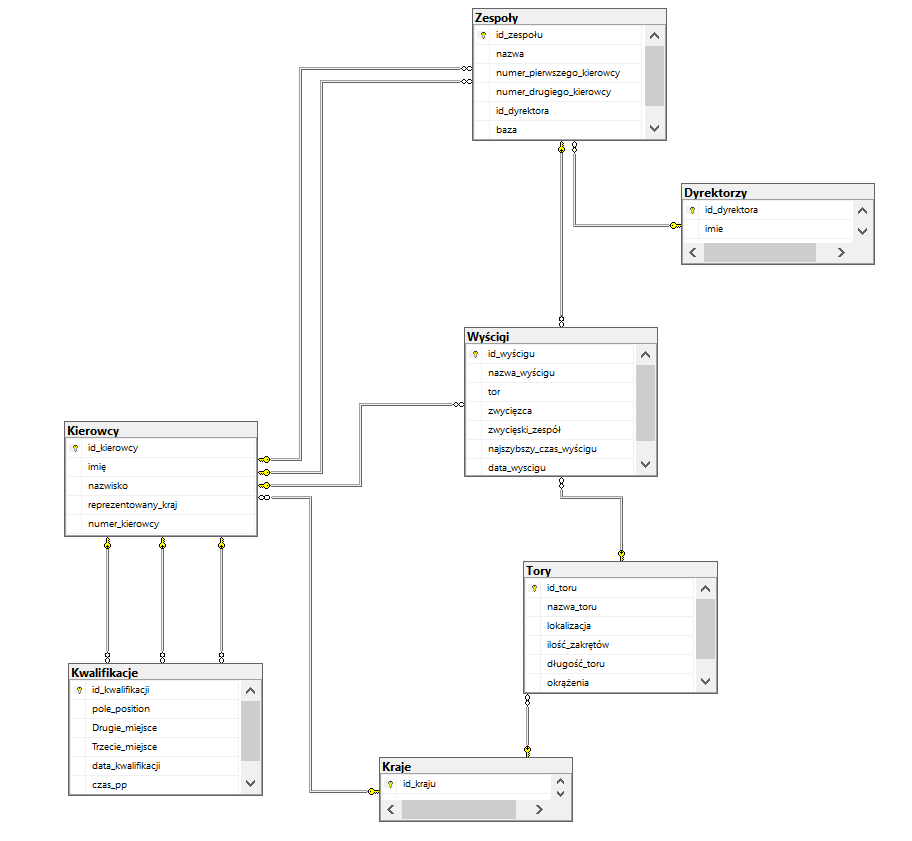 Zespoły
id_zespołu
nazwa
numer_pierwszego_kierowcy
numer_drugiego_kierowcy
id_dyrektora
baza
Dyrektorzy
id_dyrektora
imie
Wyścigi
id_wyścigu
nazwa_wyścigu
tor
zwycięzca
zwycięski_zespół
najszybszy_czas_wyścigu
data_wyscigu
Kierowcy
id_kierowcy
imię
nazwisko
reprezentowany_kraj
numer_kierowcy
Tory
id_toru
nazwa_toru
lokalizacja
ilość_zakrętów
długość_toru
okrążenia
Kwalifikacje
id_kwalifikacji
pole_position
Drugie_miejsce
Trzecie_miejsce
data_kwalifikacji
czas_pp
Kraje
id_kraju